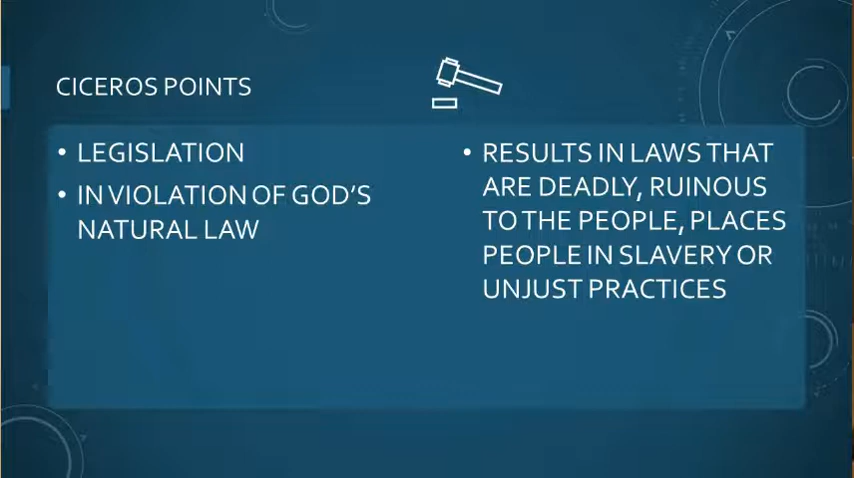 CICEROS POINTS
• LEGISLATION
• IN VIOLATION OF GOD'S
NATURAL LAW
• RESULTS IN LAWS THAT
ARE DEADLY, RUINOUS
TO THE PEOPLE, PLACES
PEOPLE IN SLAVERY OR
UNJUST PRACTICES